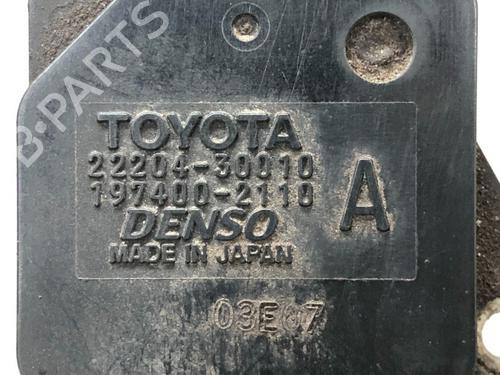 B-PARTS
TOYOTA
22204-30010
197400-2110
DENSO
A
MADE IN JAPAN
03E07